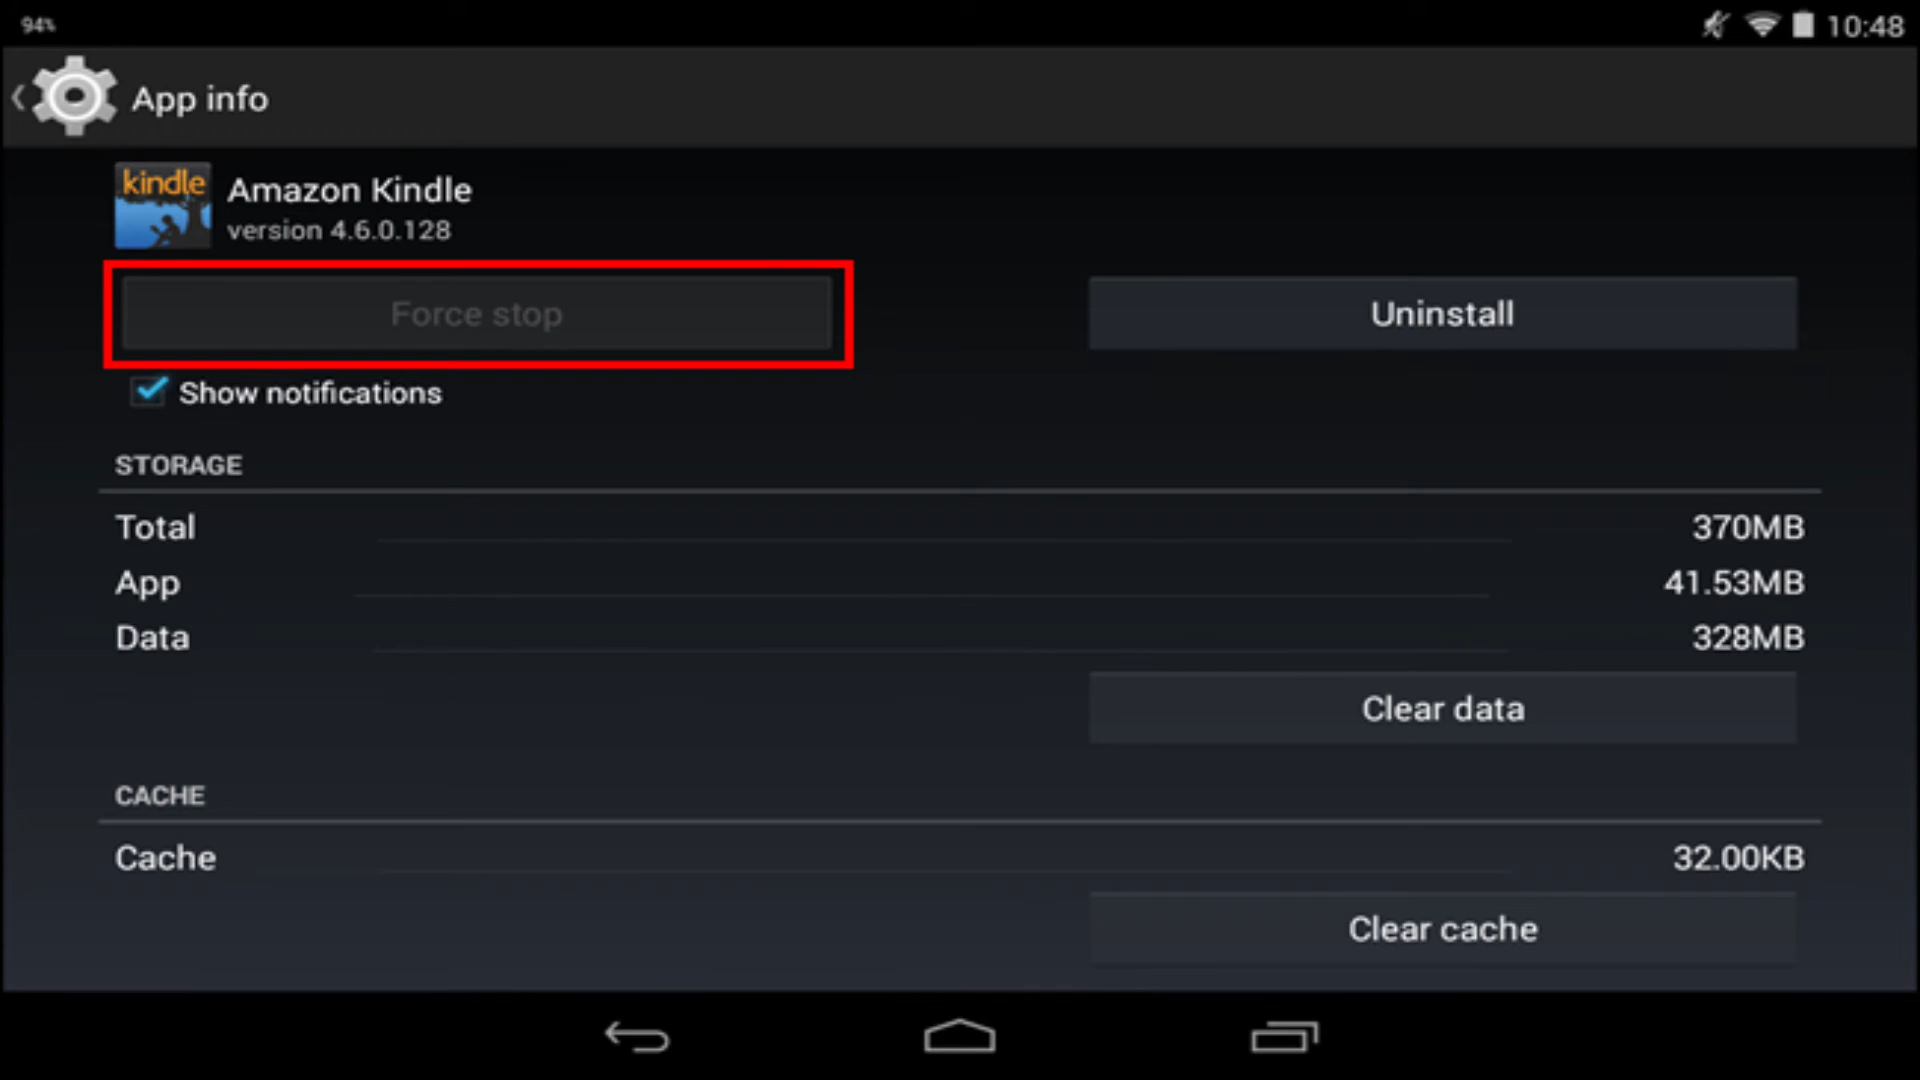 94%
10:48
App info
kindle
Amazon Kindle
version 4.6.0.128
Force stop
Uninstall
Show notifications
STORAGE
Total 370MB
App 41.53MB
Data 328MB
Clear data
CACHE
Cache 32.00KB
Clear cache